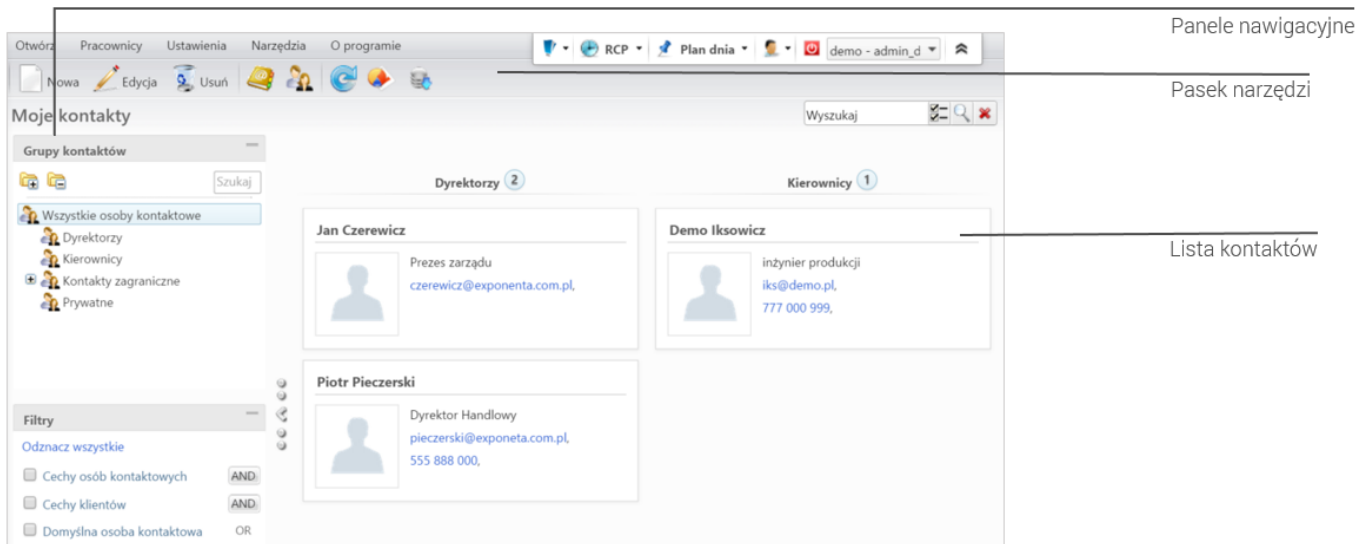 Panele nawigacyjne
Otwórz Pracownicy Ustawienia Narzędzia O programie
RCP Plan dnia demo - admin_d
Nowa Edycja Usuń
Pasek narzędzi
Moje kontakty
Wyszukaj
Grupy kontaktów
Szukaj
Dyrektorzy 2
Kierownicy 1
Wszystkie osoby kontaktowe
Dyrektorzy
Kierownicy
Kontakty zagraniczne
Prywatne
Jan Czerewicz
Prezes zarządu
czerewicz@exponenta.com.pl,
Demo Iksowicz
inżynier produkcji
iks@demo.pl,
777 000 999,
Lista kontaktów
Piotr Pieczerski
Dyrektor Handlowy
pieczerski@exponeta.com.pl,
555 888 000,
Filtry
Odznacz wszystkie
Cechy osób kontaktowych AND
Cechy klientów AND
Domyślna osoba kontaktowa OR